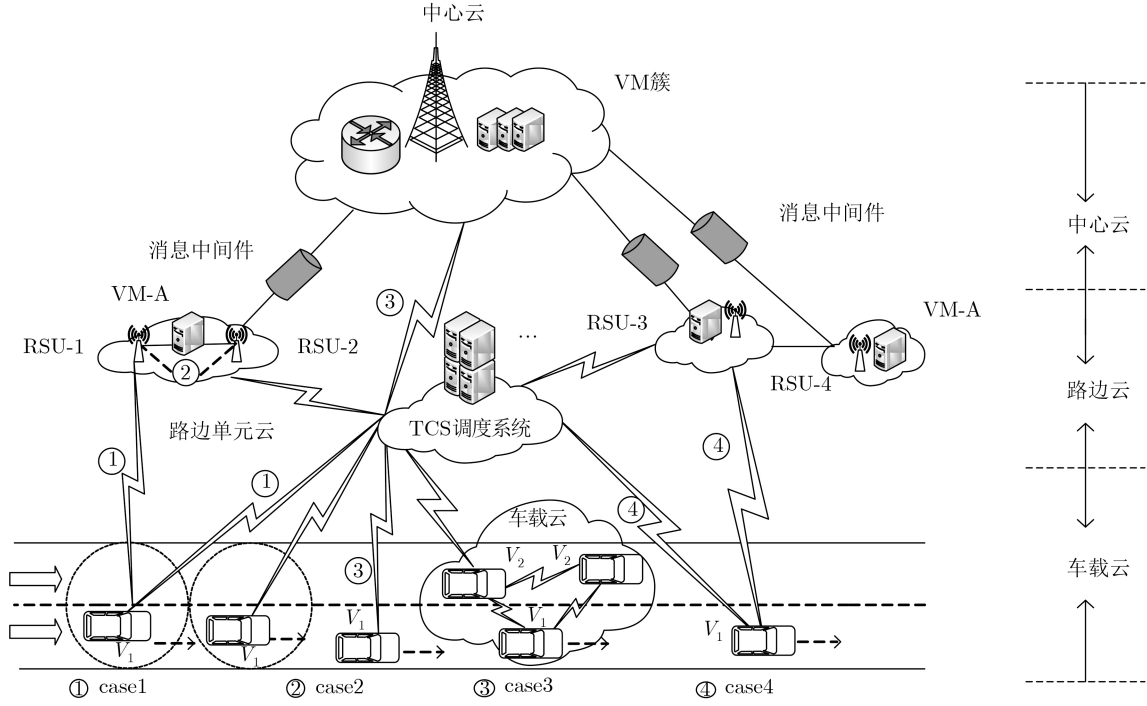 中心云
VM簇
消息中间件
消息中间件
中心云
VM-A
③
VM-A
RSU-1
RSU-2
…
RSU-3
②
RSU-4
路边云
路边单元云
TCS调度系统
①
①
④
④
车载云
③
V₂
V₂
车载云
V₁
V₁
V₁
V₁
V₁
① case1
② case2
③ case3
④ case4